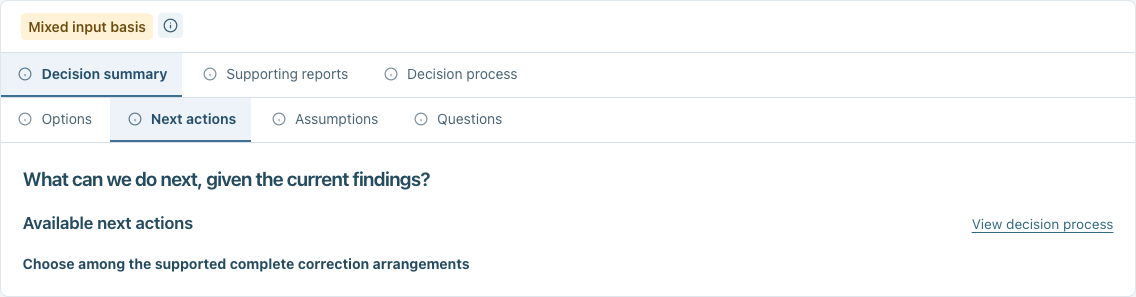 Mixed input basis
Decision summary Supporting reports Decision process
Options Next actions Assumptions Questions
What can we do next, given the current findings?
Available next actions View decision process
Choose among the supported complete correction arrangements